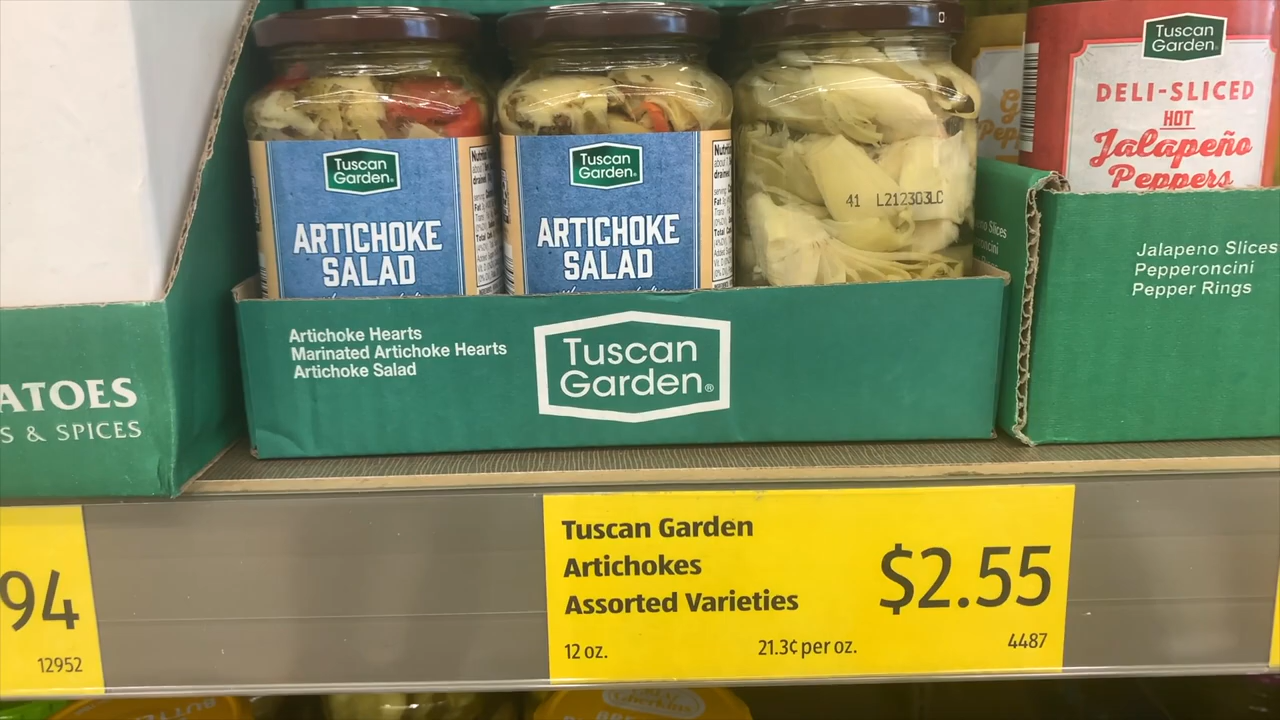 Tuscan
Garden®
ARTICHOKE
SALAD
Tuscan
Garden®
ARTICHOKE
SALAD
41 L212303LC
Tuscan
Garden®
DELI-SLICED
HOT
Jalapeño
Peppers
Artichoke Hearts
Marinated Artichoke Hearts
Artichoke Salad
Tuscan
Garden®
Jalapeno Slices
Pepperoncini
Pepper Rings
ATOES
S & SPICES
94
12952
Tuscan Garden
Artichokes
Assorted Varieties
$2.55
12 oz.
21.3¢ per oz.
4487